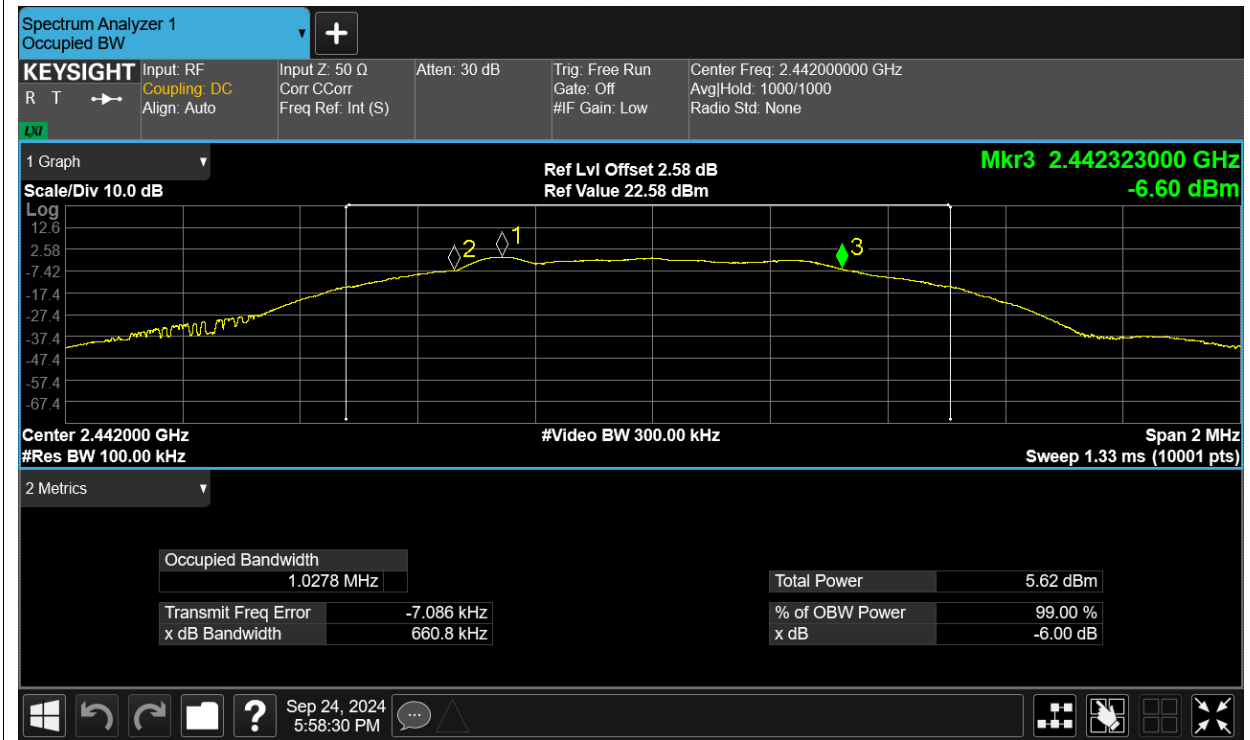 Spectrum Analyzer 1
Occupied BW
KEYSIGHT
R T
LXI
Input: RF
Coupling: DC
Align: Auto
Input Z: 50 Ω
Corr CCorr
Freq Ref: Int (S)
Atten: 30 dB
Trig: Free Run
Gate: Off
#IF Gain: Low
Center Freq: 2.442000000 GHz
Avg|Hold: 1000/1000
Radio Std: None
1 Graph
Scale/Div 10.0 dB
Ref Lvl Offset 2.58 dB
Ref Value 22.58 dBm
Mkr3 2.442323000 GHz
-6.60 dBm
Log
12.6
2.58
-7.42
-17.4
-27.4
-37.4
-47.4
-57.4
-67.4
2
1
3
Center 2.442000 GHz
#Video BW 300.00 kHz
Span 2 MHz
#Res BW 100.00 kHz
Sweep 1.33 ms (10001 pts)
2 Metrics
Occupied Bandwidth
1.0278 MHz
Transmit Freq Error -7.086 kHz
x dB Bandwidth 660.8 kHz
Total Power 5.62 dBm
% of OBW Power 99.00 %
x dB -6.00 dB
?
Sep 24, 2024
5:58:30 PM